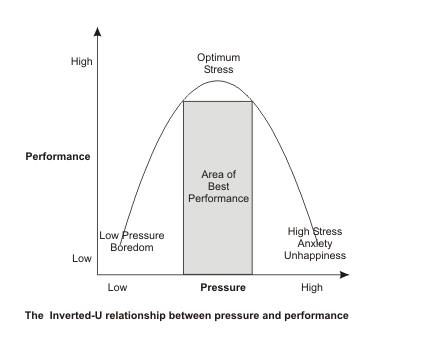 High
Optimum
Stress
Performance
Area of
Best
Performance
Low Pressure
Boredom
High Stress
Anxiety
Unhappiness
Low
Low
Pressure
High
The Inverted-U relationship between pressure and performance